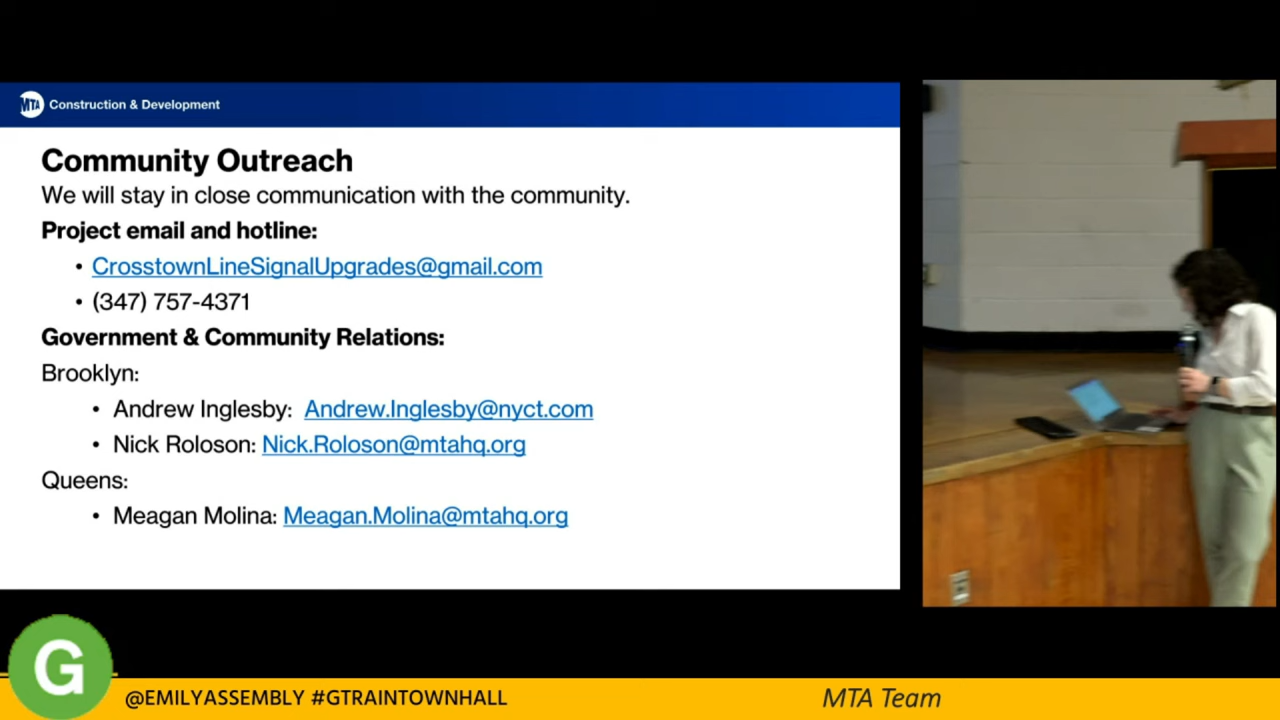 MTA Construction & Development
Community Outreach
We will stay in close communication with the community.
Project email and hotline:
• CrosstownLineSignalUpgrades@gmail.com
• (347) 757-4371
Government & Community Relations:
Brooklyn:
• Andrew Inglesby: Andrew.Inglesby@nyct.com
• Nick Roloson: Nick.Roloson@mtahq.org
Queens:
• Meagan Molina: Meagan.Molina@mtahq.org
G
@EMILYASSEMBLY #GTRAINTOWNHALL
MTA Team